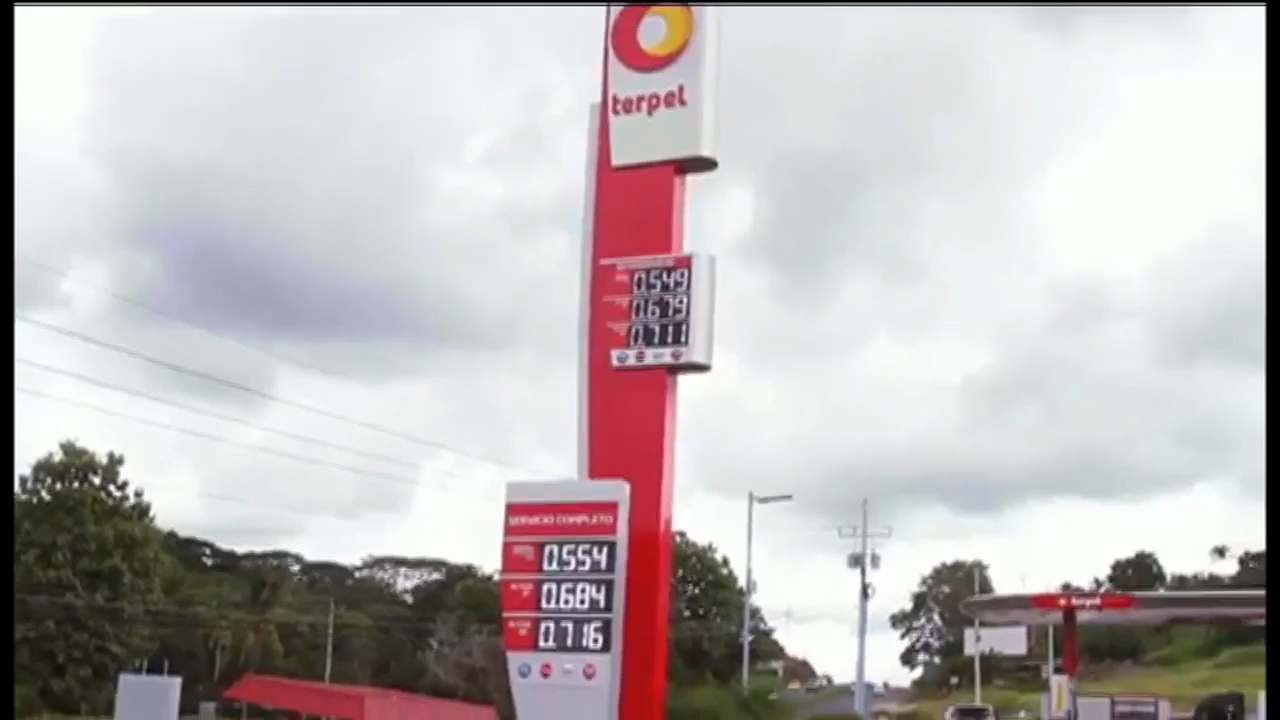 terpel
0.549
0.679
0.711
SERVICIO COMPLETO
0.554
0.684
0.716
terpel